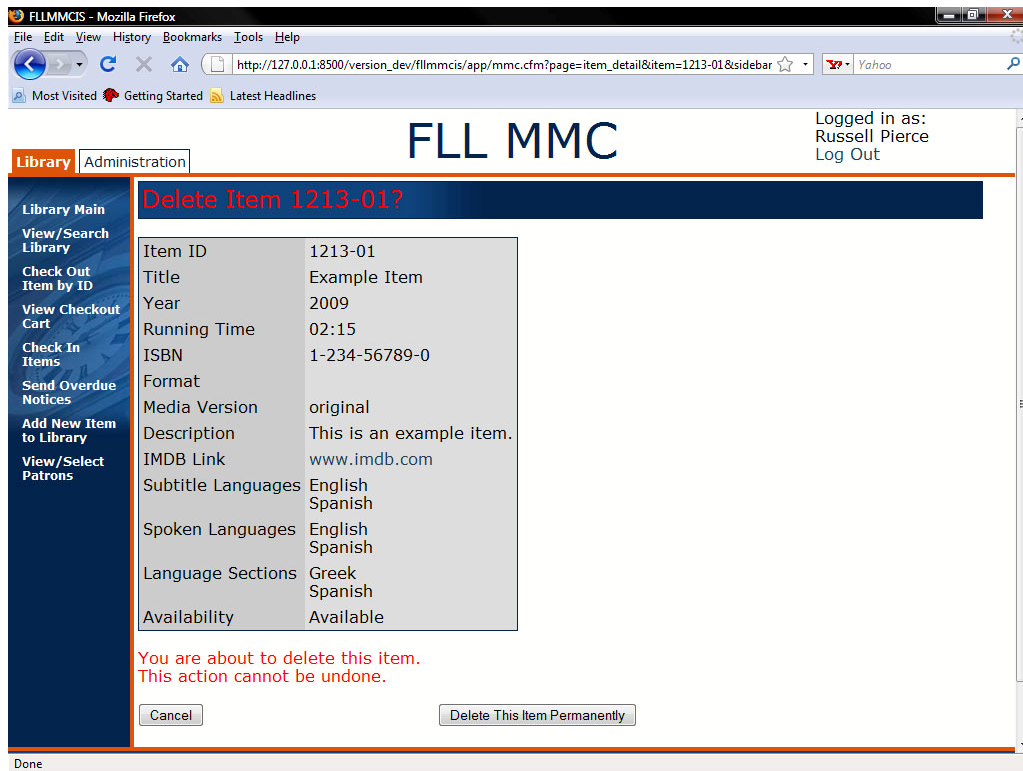 FLLMMCIS - Mozilla Firefox
File Edit View History Bookmarks Tools Help
http://127.0.0.1:8500/version_dev/fllmmcis/app/mmc.cfm?page=item_detail&item=1213-01&sidebar
Yahoo
Most Visited Getting Started Latest Headlines
FLL MMC
Logged in as:
Russell Pierce
Log Out
Library Administration
Library Main
View/Search
Library
Check Out
Item by ID
View Checkout
Cart
Check In
Items
Send Overdue
Notices
Add New Item
to Library
View/Select
Patrons
Delete Item 1213-01?
Item ID 1213-01
Title Example Item
Year 2009
Running Time 02:15
ISBN 1-234-56789-0
Format
Media Version original
Description This is an example item.
IMDB Link www.imdb.com
Subtitle Languages English
Spanish
Spoken Languages English
Spanish
Language Sections Greek
Spanish
Availability Available
You are about to delete this item.
This action cannot be undone.
Cancel Delete This Item Permanently
Done